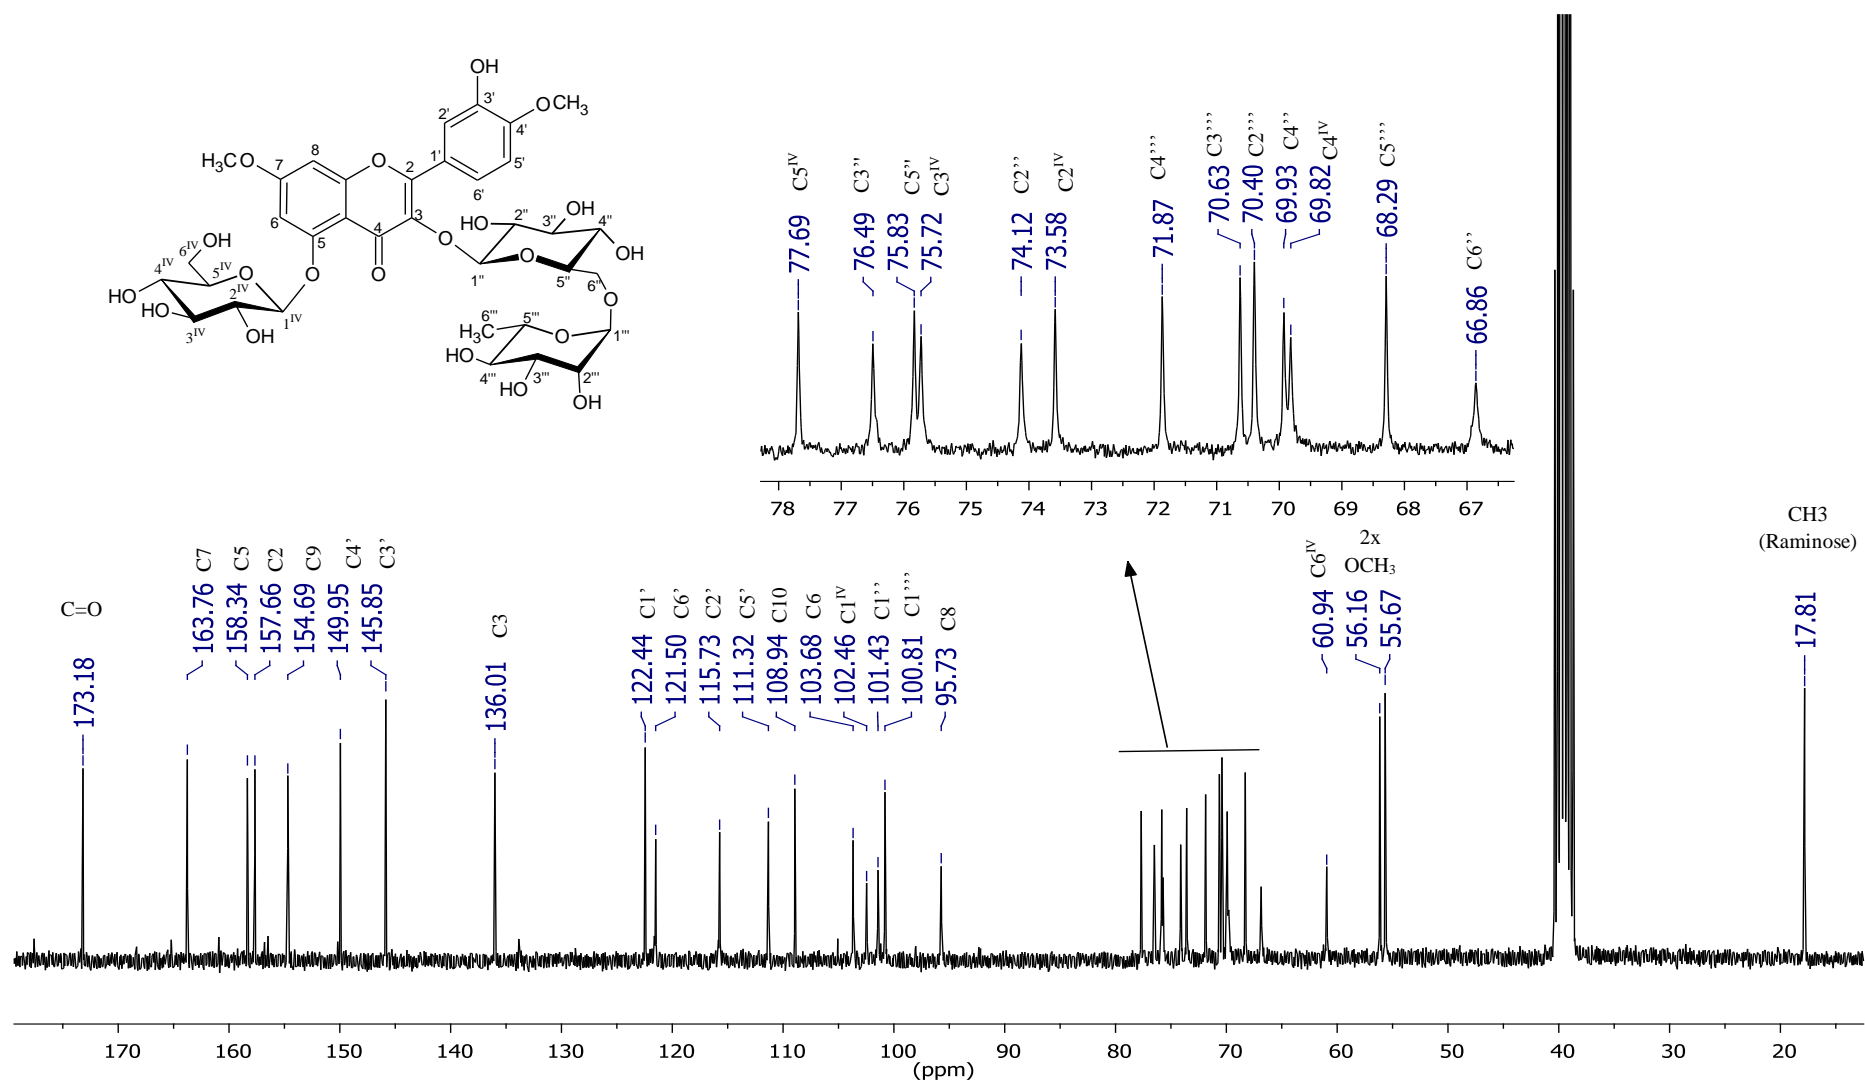 OH
3'
2'
OCH3
4'
8
H3CO
7
O
2
1'
5'
6'
6
3
5
4
O
OH
2"
HO
3"
OH
4"
OH
O
1"
O
5"
6"
O
6IV
OH
4IV
5IV
O
O
HO
2IV
HO
3IV
OH
1IV
6'''
H3C
5'''
O
1'''
HO
4'''
HO
3'''
2'''
OH
77.69 C5IV
76.49 C3''
75.83 C5''
75.72 C3IV
74.12 C2’’
73.58 C2IV
71.87 C4’’’
70.63 C3’’’
70.40 C2’’’
69.93 C4’’
69.82 C4IV
68.29 C5’’’
66.86 C6’’
78 77 76 75 74 73 72 71 70 69 68 67
C=O
173.18
163.76 C7
158.34 C5
157.66 C2
154.69 C9
149.95 C4’
145.85 C3’
136.01 C3
122.44 C1’
121.50 C6’
115.73 C2’
111.32 C5’
108.94 C10
103.68 C6
102.46 C1IV
101.43 C1’’
100.81 C1’’’
95.73 C8
60.94 C6IV
2x
OCH3
56.16
55.67
CH3
(Raminose)
17.81
170 160 150 140 130 120 110 100 90 80 70 60 50 40 30 20
(ppm)